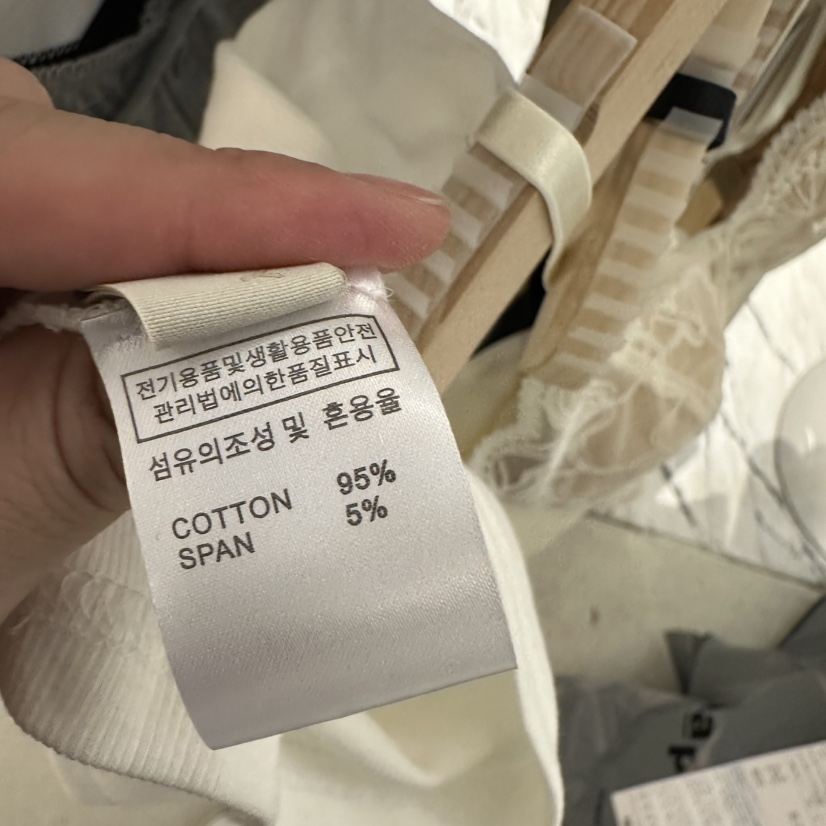 전기용품및생활용품안전
관리법에의한품질표시
섬유의조성 및 혼용율
COTTON 95%
SPAN 5%